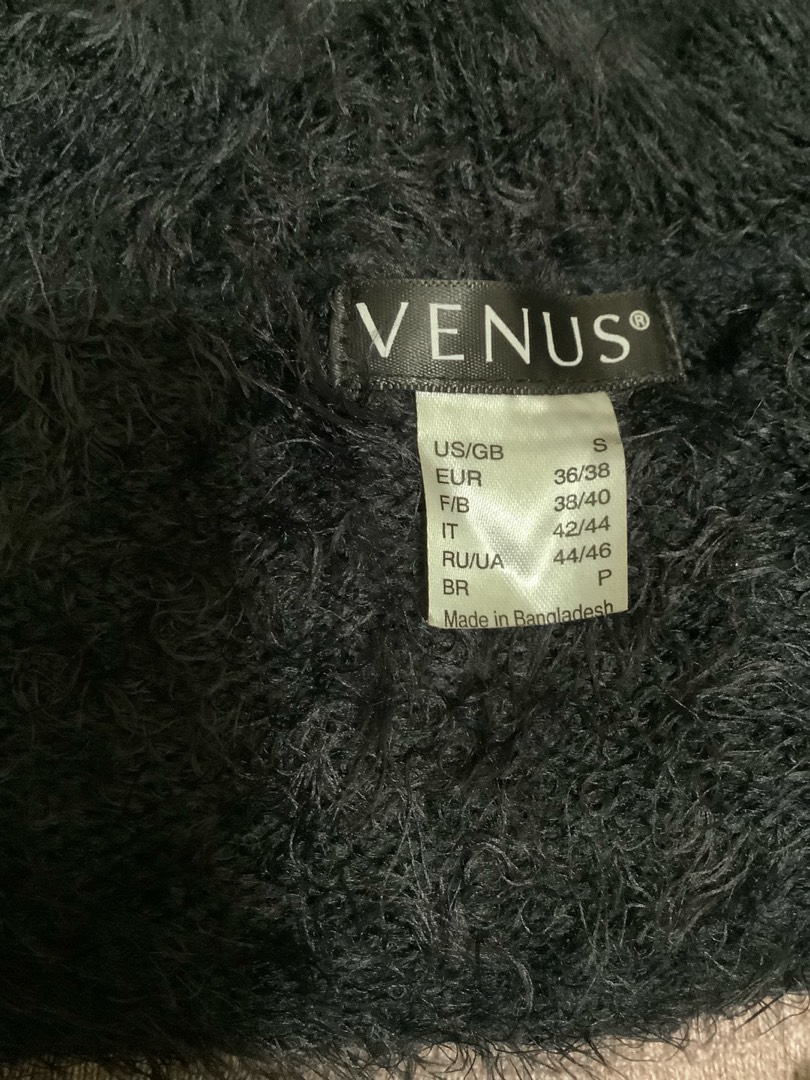 VENUS®
US/GB S
EUR 36/38
F/B 38/40
IT 42/44
RU/UA 44/46
BR P
Made in Bangladesh